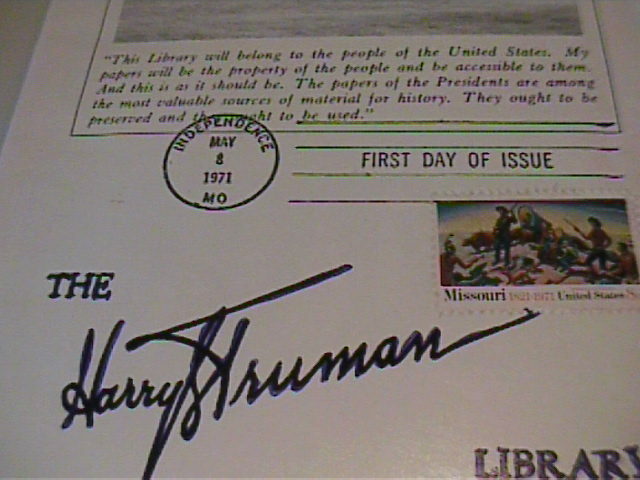 "This Library will belong to the people of the United States. My
papers will be the property of the people and be accessible to them.
And this is as it should be. The papers of the Presidents are among
the most valuable sources of material for history. They ought to be
preserved and ought to be used."
INDEPENDENCE
MAY
8
1971
MO
FIRST DAY OF ISSUE
Missouri 1821-1971 United States
THE
Harry S Truman
LIBRARY